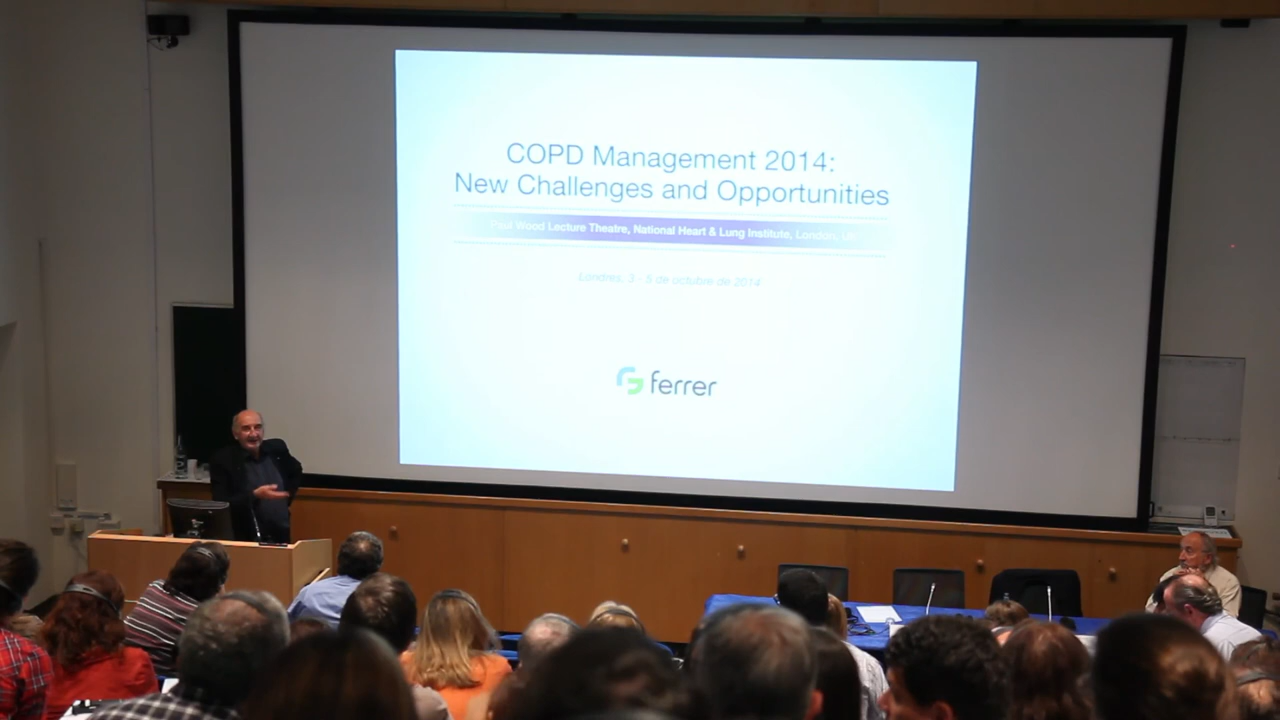 COPD Management 2014:
New Challenges and Opportunities
Paul Wood Lecture Theatre, National Heart & Lung Institute, London, UK
Londres, 3 - 5 de octubre de 2014
ferrer